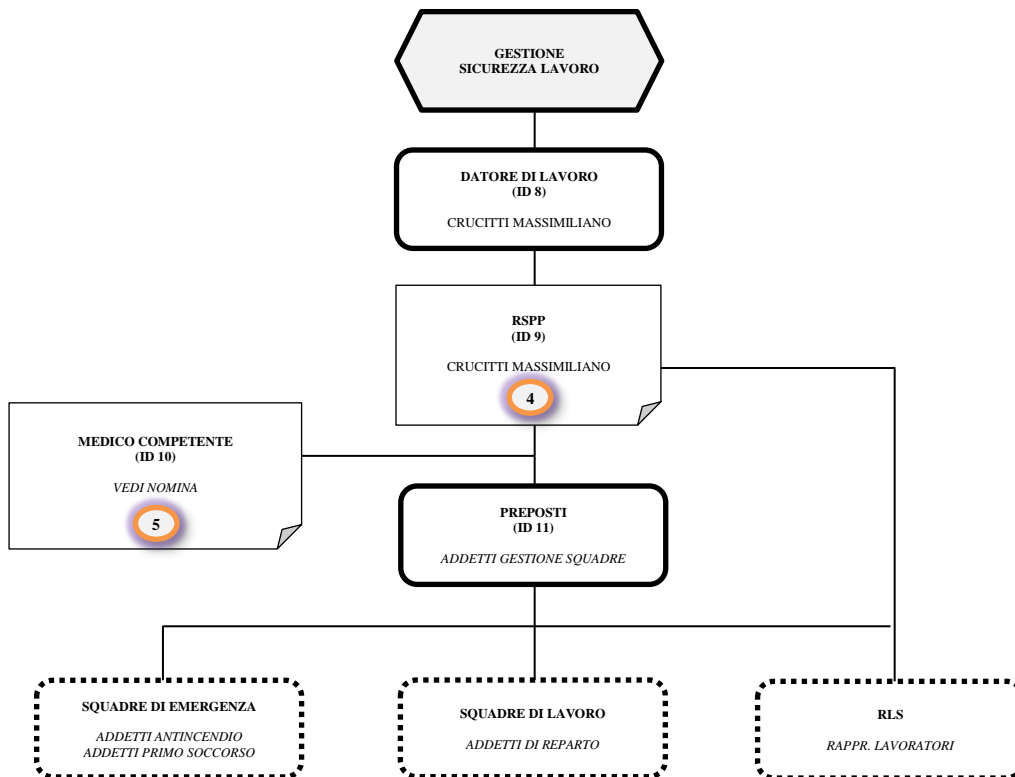 GESTIONE
SICUREZZA LAVORO
DATORE DI LAVORO
(ID 8)
CRUCITTI MASSIMILIANO
RSPP
(ID 9)
CRUCITTI MASSIMILIANO
4
MEDICO COMPETENTE
(ID 10)
VEDI NOMINA
5
PREPOSTI
(ID 11)
ADDETTI GESTIONE SQUADRE
SQUADRE DI EMERGENZA
ADDETTI ANTINCENDIO
ADDETTI PRIMO SOCCORSO
SQUADRE DI LAVORO
ADDETTI DI REPARTO
RLS
RAPPR. LAVORATORI